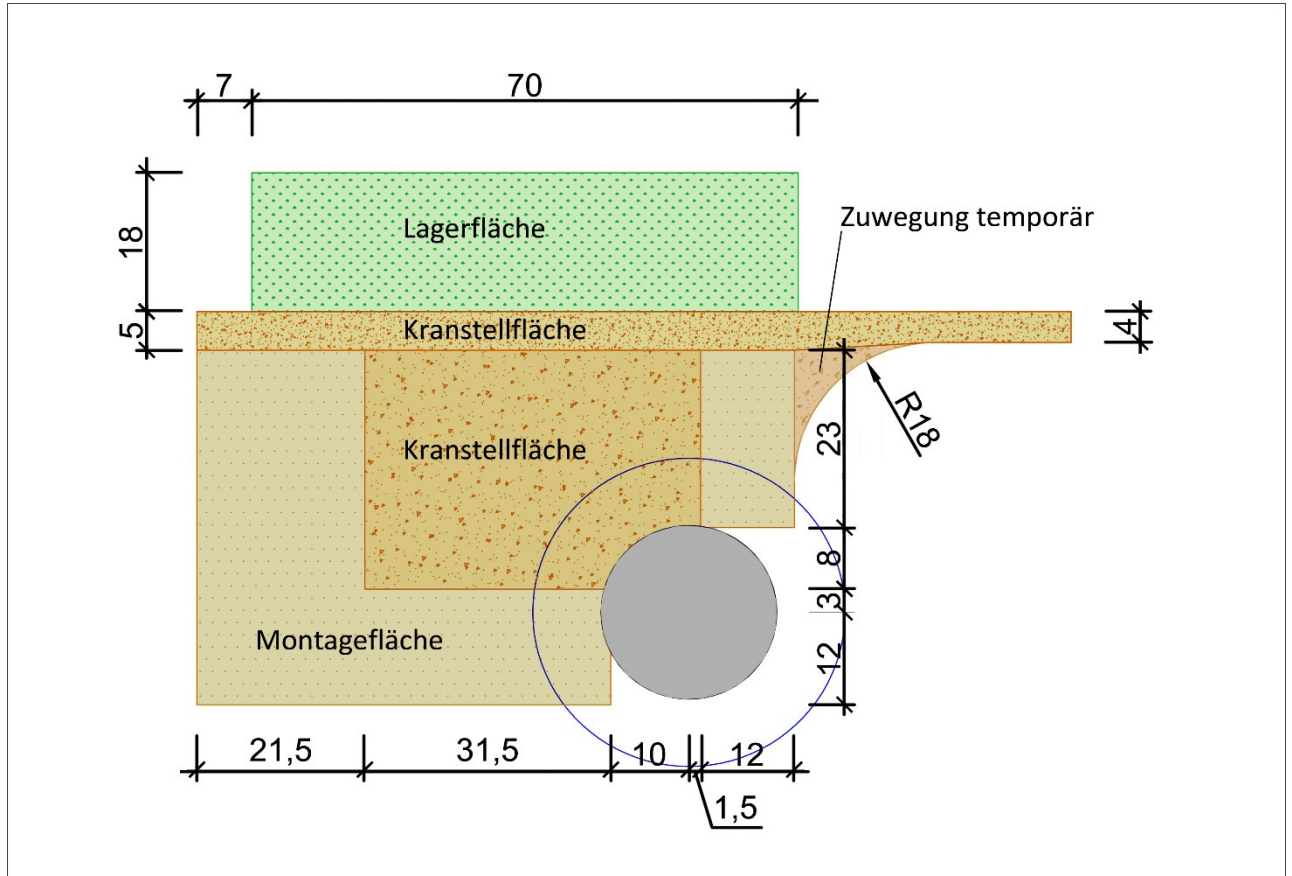 7
70
18
Lagerfläche
Zuwegung temporär
5
Kranstellfläche
4
R18
23
Kranstellfläche
8
3
Montagefläche
12
21,5
31,5
10
12
1,5